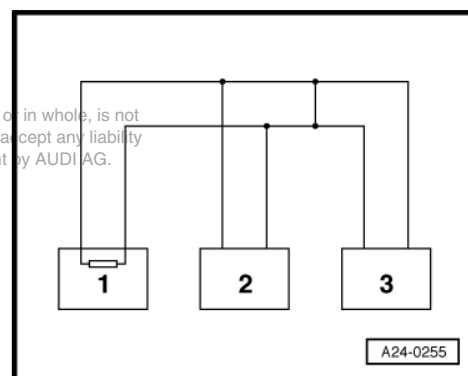 or in whole, is not
accept any liability
by AUDI AG.
1
2
3
A24-0255